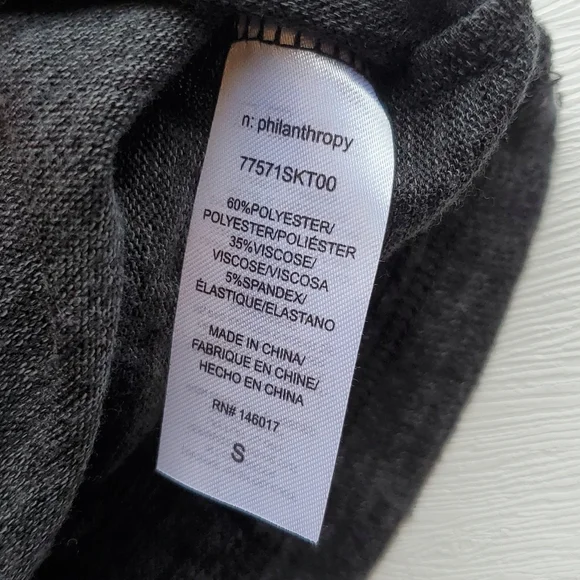 n: philanthropy
77571SKT00
60%POLYESTER/
POLYESTER/POLIÉSTER
35%VISCOSE/
VISCOSE/VISCOSA
5%SPANDEX/
ÉLASTIQUE/ELASTANO
MADE IN CHINA/
FABRIQUE EN CHINE/
HECHO EN CHINA
RN# 146017
S